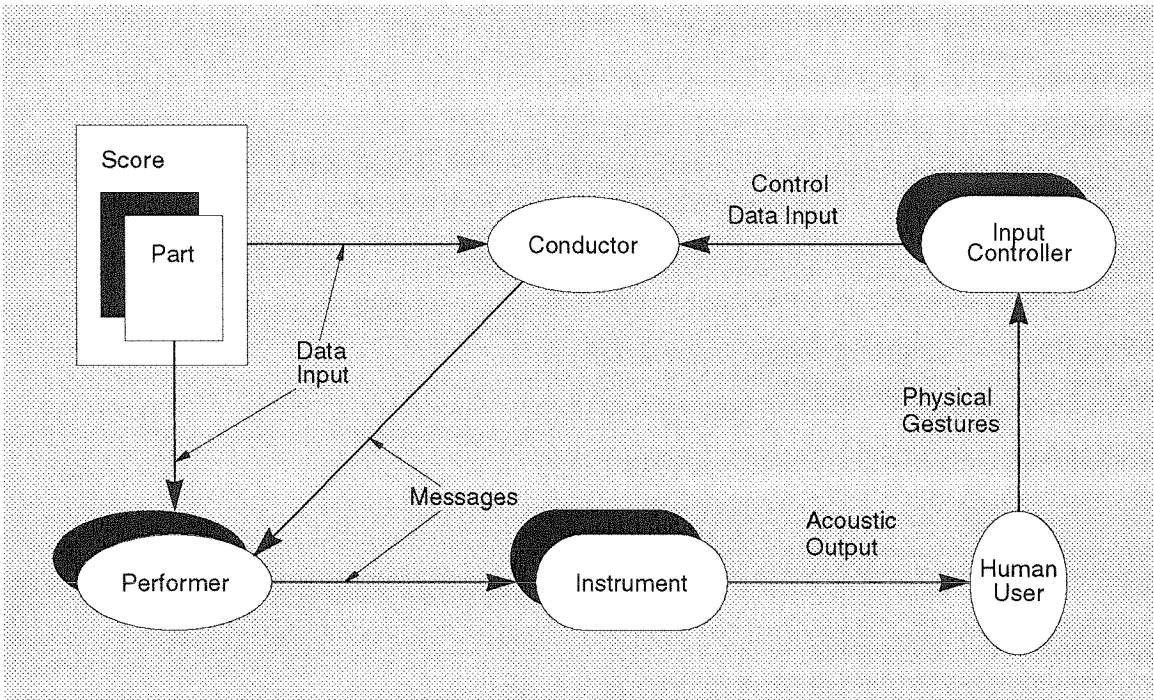 Score
Part
Conductor
Control
Data Input
Input
Controller
Data
Input
Physical
Gestures
Messages
Acoustic
Output
Performer
Instrument
Human
User